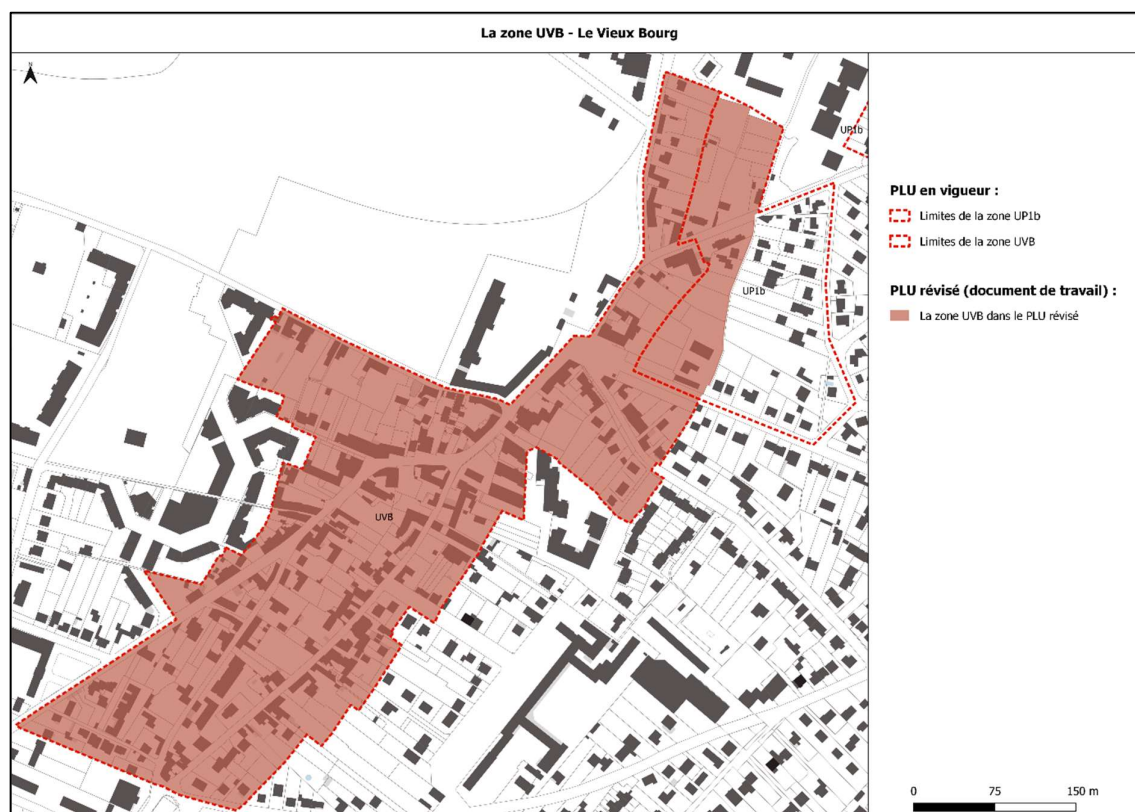 La zone UVB - Le Vieux Bourg
N
UP1b
UP1b
UVB
PLU en vigueur :
Limites de la zone UP1b
Limites de la zone UVB
PLU révisé (document de travail) :
La zone UVB dans le PLU révisé
0 75 150 m